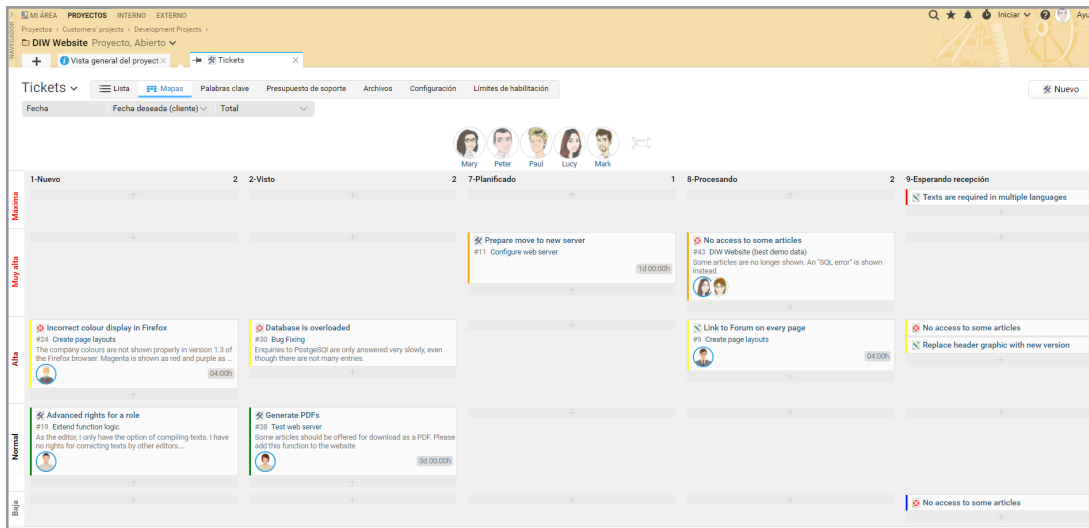 MI ÁREA PROYECTOS INTERNO EXTERNO
Iniciar
Ayu
NAVEGADOR
Proyectos › Customers' projects › Development Projects ›
DIW Website Proyecto, Abierto
Vista general del proyect
Tickets
Tickets
Lista Mapas Palabras clave Presupuesto de soporte Archivos Configuración Límites de habilitación
Nuevo
Fecha Fecha deseada (cliente) Total
Mary Peter Paul Lucy Mark
1-Nuevo 2 2-Visto 2 7-Planificado 1 8-Procesando 2 9-Esperando recepción
Máxima
Texts are required in multiple languages
Muy alta
Prepare move to new server
#11 Configure web server
1d 00:00h
No access to some articles
#43 DIW Website (best demo data)
Some articles are no longer shown. An "SQL error" is shown
instead.
Alta
Incorrect colour display in Firefox
#24 Create page layouts
The company colours are not shown properly in version 1.3 of
the Firefox browser. Magenta is shown as red and purple as ...
04:00h
Database is overloaded
#30 Bug Fixing
Enquiries to PostgeSQl are only answered very slowly, even
though there are not many entries.
Link to Forum on every page
#9 Create page layouts
04:00h
No access to some articles
Replace header graphic with new version
Normal
Advanced rights for a role
#19 Extend function logic
As the editor, I only have the option of compiling texts. I have
no rights for correcting texts by other editors....
Generate PDFs
#38 Test web server
Some articles should be offered for download as a PDF. Please
add this function to the website
3d 00:00h
Baja
No access to some articles